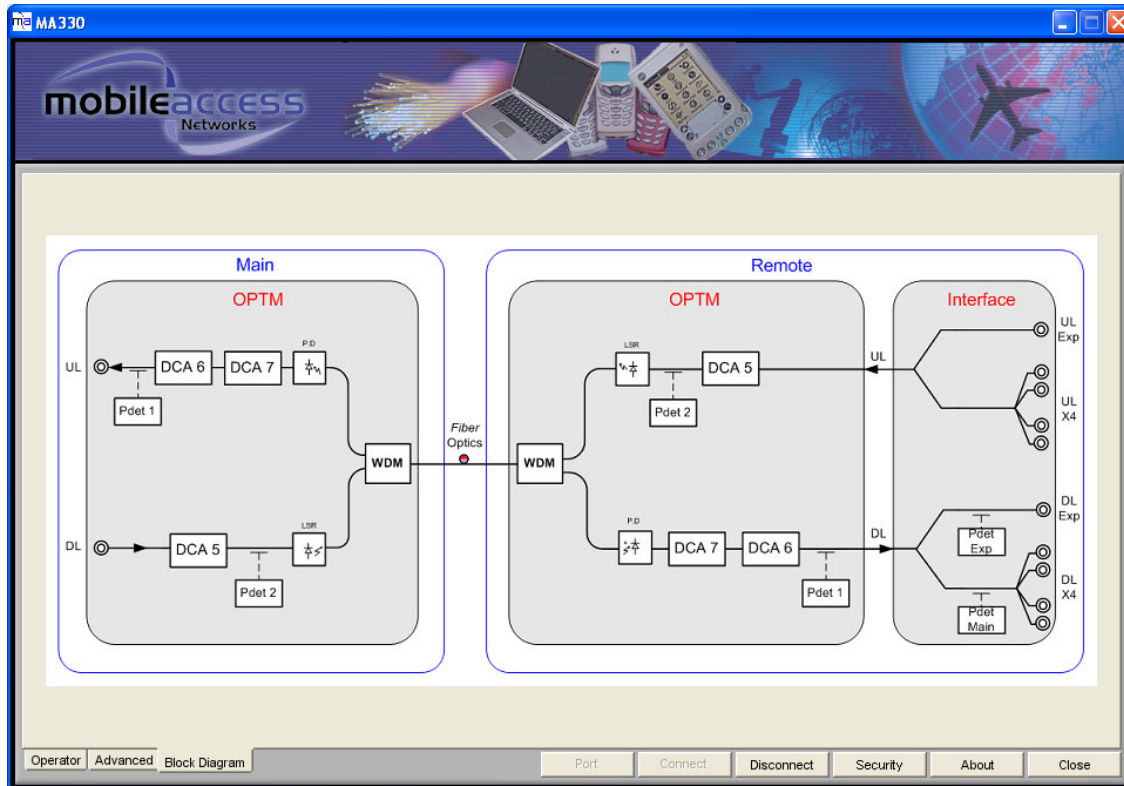 ma MA330
mobileaccess
Networks
Main
Remote
OPTM
OPTM
Interface
UL
DCA 6
DCA 7
P.D
Pdet 1
LSR
DCA 5
Pdet 2
UL
UL
Exp
UL
X4
WDM
Fiber
Optics
WDM
DL
DCA 5
Pdet 2
LSR
P.D
DCA 7
DCA 6
Pdet 1
DL
DL
Exp
Pdet
Exp
DL
X4
Pdet
Main
Operator
Advanced
Block Diagram
Port
Connect
Disconnect
Security
About
Close